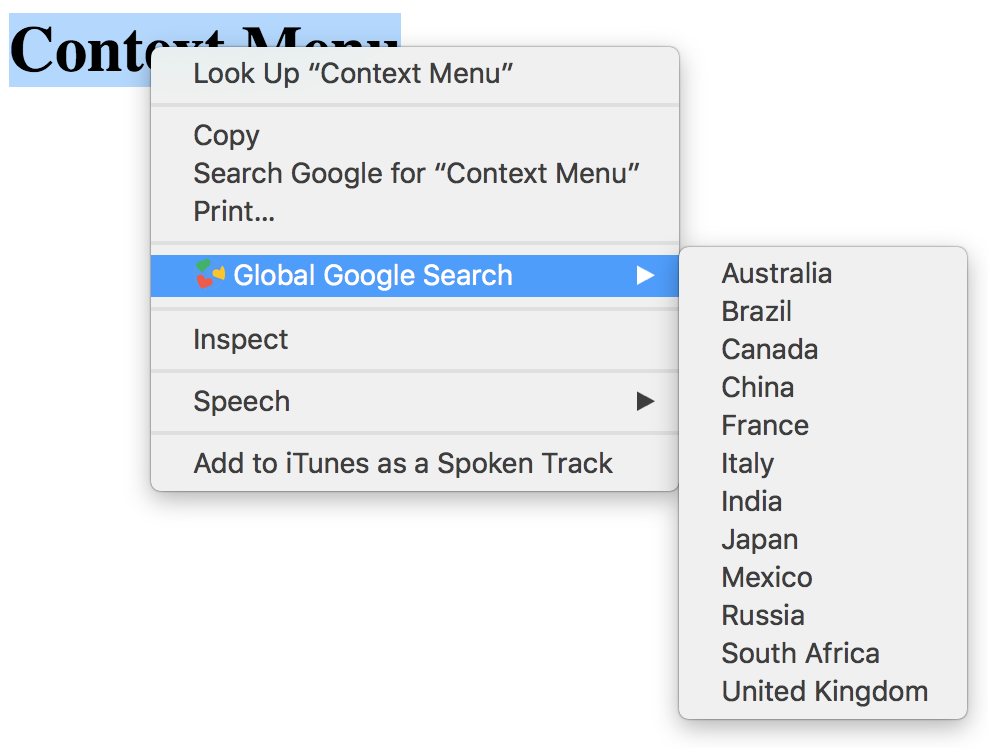 Context Menu
Look Up “Context Menu”
Copy
Search Google for “Context Menu”
Print...
Global Google Search
Inspect
Speech
Add to iTunes as a Spoken Track
Australia
Brazil
Canada
China
France
Italy
India
Japan
Mexico
Russia
South Africa
United Kingdom